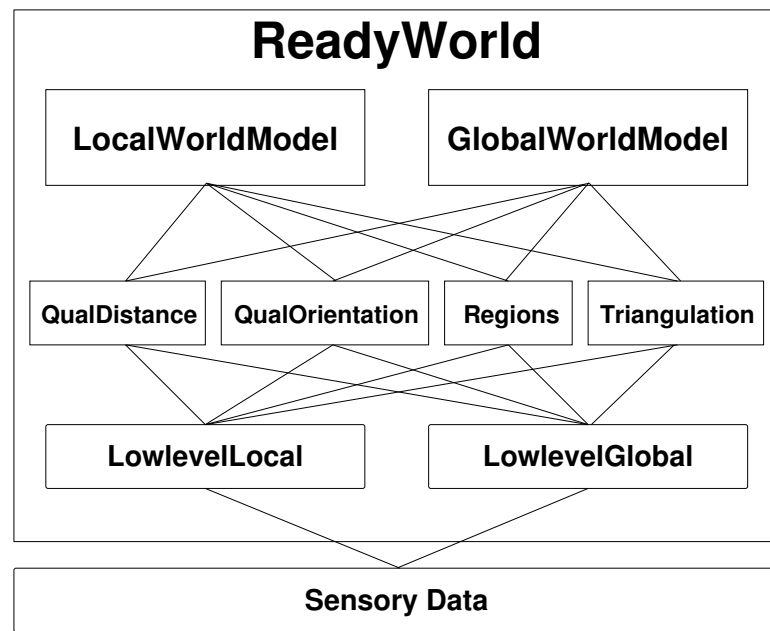 ReadyWorld
LocalWorldModel GlobalWorldModel
QualDistance QualOrientation Regions Triangulation
LowlevelLocal LowlevelGlobal
Sensory Data